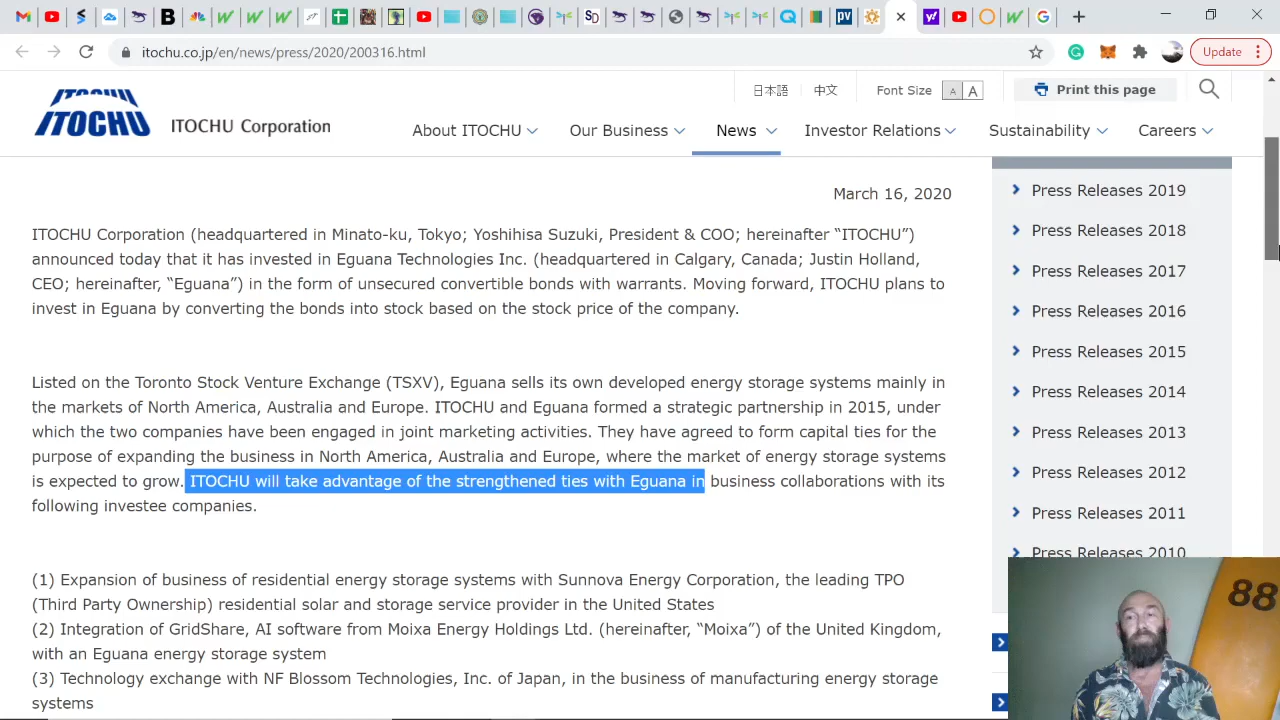 Update
itochu.co.jp/en/news/press/2020/200316.html
ITOCHU
ITOCHU Corporation
日本語
中文
Font Size A A
Print this page
About ITOCHU
Our Business
News
Investor Relations
Sustainability
Careers
March 16, 2020
ITOCHU Corporation (headquartered in Minato-ku, Tokyo; Yoshihisa Suzuki, President & COO; hereinafter “ITOCHU”)
announced today that it has invested in Eguana Technologies Inc. (headquartered in Calgary, Canada; Justin Holland,
CEO; hereinafter, “Eguana”) in the form of unsecured convertible bonds with warrants. Moving forward, ITOCHU plans to
invest in Eguana by converting the bonds into stock based on the stock price of the company.
Listed on the Toronto Stock Venture Exchange (TSXV), Eguana sells its own developed energy storage systems mainly in
the markets of North America, Australia and Europe. ITOCHU and Eguana formed a strategic partnership in 2015, under
which the two companies have been engaged in joint marketing activities. They have agreed to form capital ties for the
purpose of expanding the business in North America, Australia and Europe, where the market of energy storage systems
is expected to grow. ITOCHU will take advantage of the strengthened ties with Eguana in business collaborations with its
following investee companies.
(1) Expansion of business of residential energy storage systems with Sunnova Energy Corporation, the leading TPO
(Third Party Ownership) residential solar and storage service provider in the United States
(2) Integration of GridShare, AI software from Moixa Energy Holdings Ltd. (hereinafter, “Moixa”) of the United Kingdom,
with an Eguana energy storage system
(3) Technology exchange with NF Blossom Technologies, Inc. of Japan, in the business of manufacturing energy storage
systems
Press Releases 2019
Press Releases 2018
Press Releases 2017
Press Releases 2016
Press Releases 2015
Press Releases 2014
Press Releases 2013
Press Releases 2012
Press Releases 2011
Press Releases 2010
88